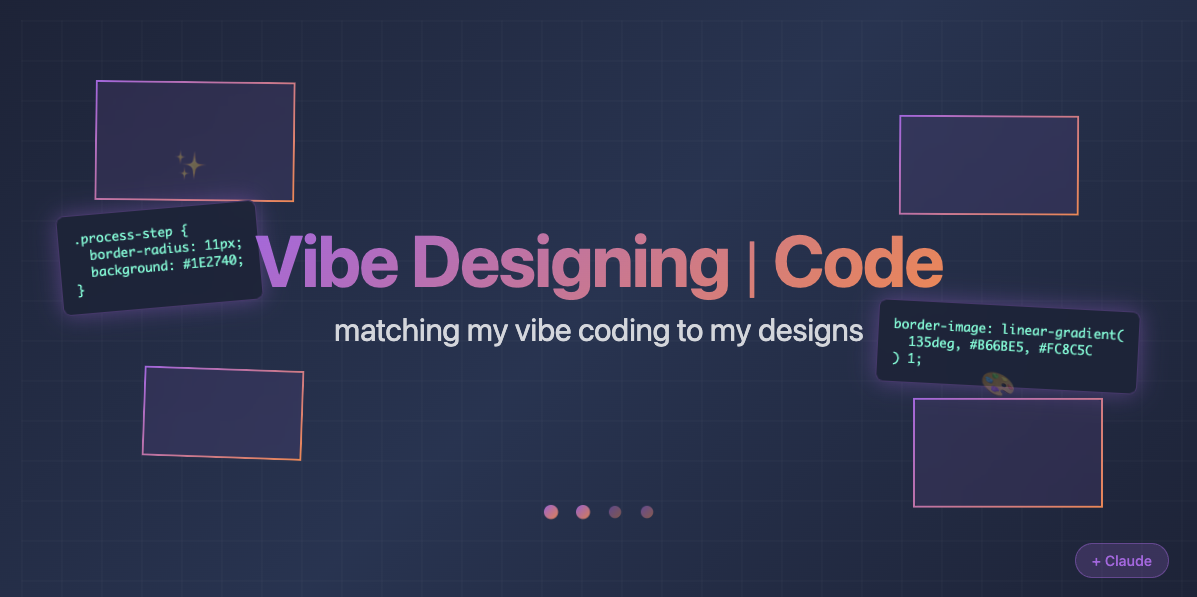 .process-step {
  border-radius: 11px;
  background: #1E2740;
}
Vibe Designing | Code
matching my vibe coding to my designs
border-image: linear-gradient(
  135deg, #B66BE5, #FC8C5C
) 1;
+ Claude